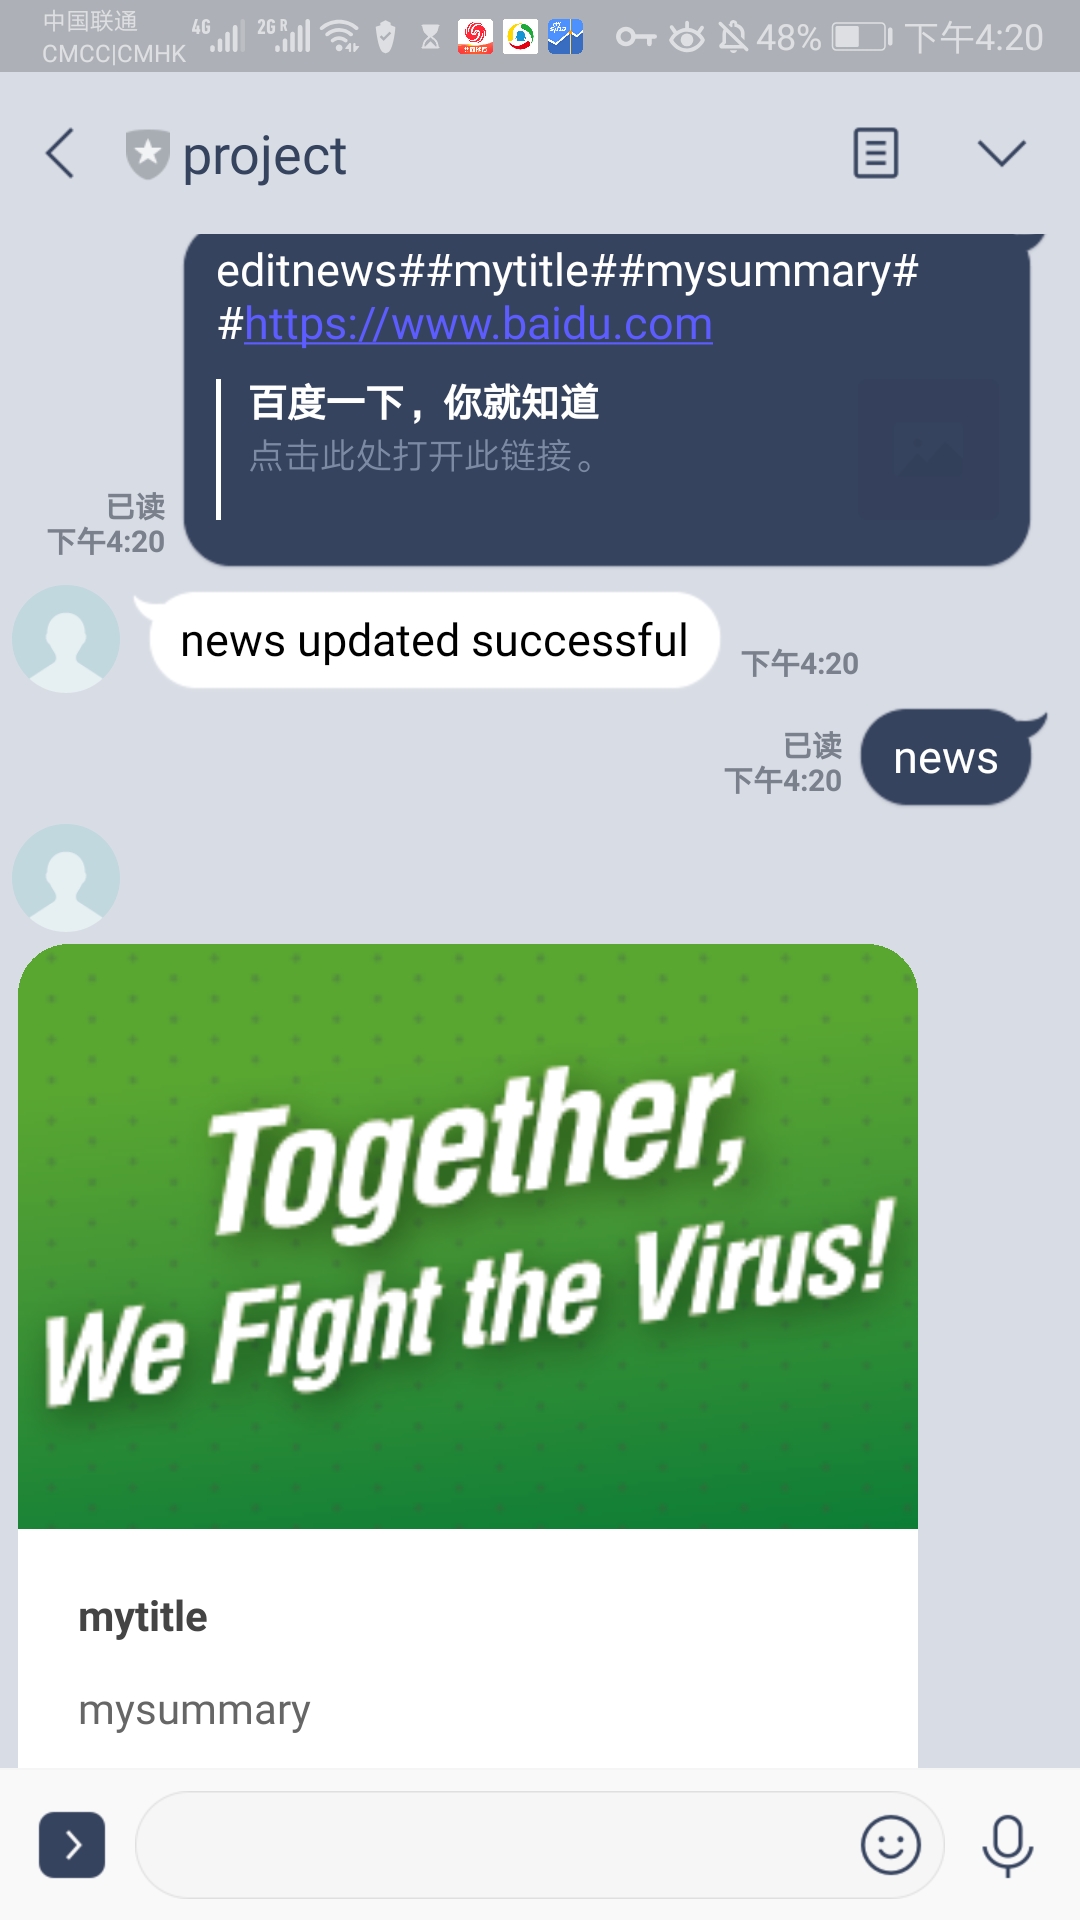 中国联通
CMCC|CMHK
4G
2G R
48%
下午4:20
project
editnews##mytitle##mysummary#
#https://www.baidu.com
百度一下，你就知道
点击此处打开此链接。
已读
下午4:20
news updated successful
下午4:20
已读
下午4:20
news
Together,
We Fight the Virus!
mytitle
mysummary